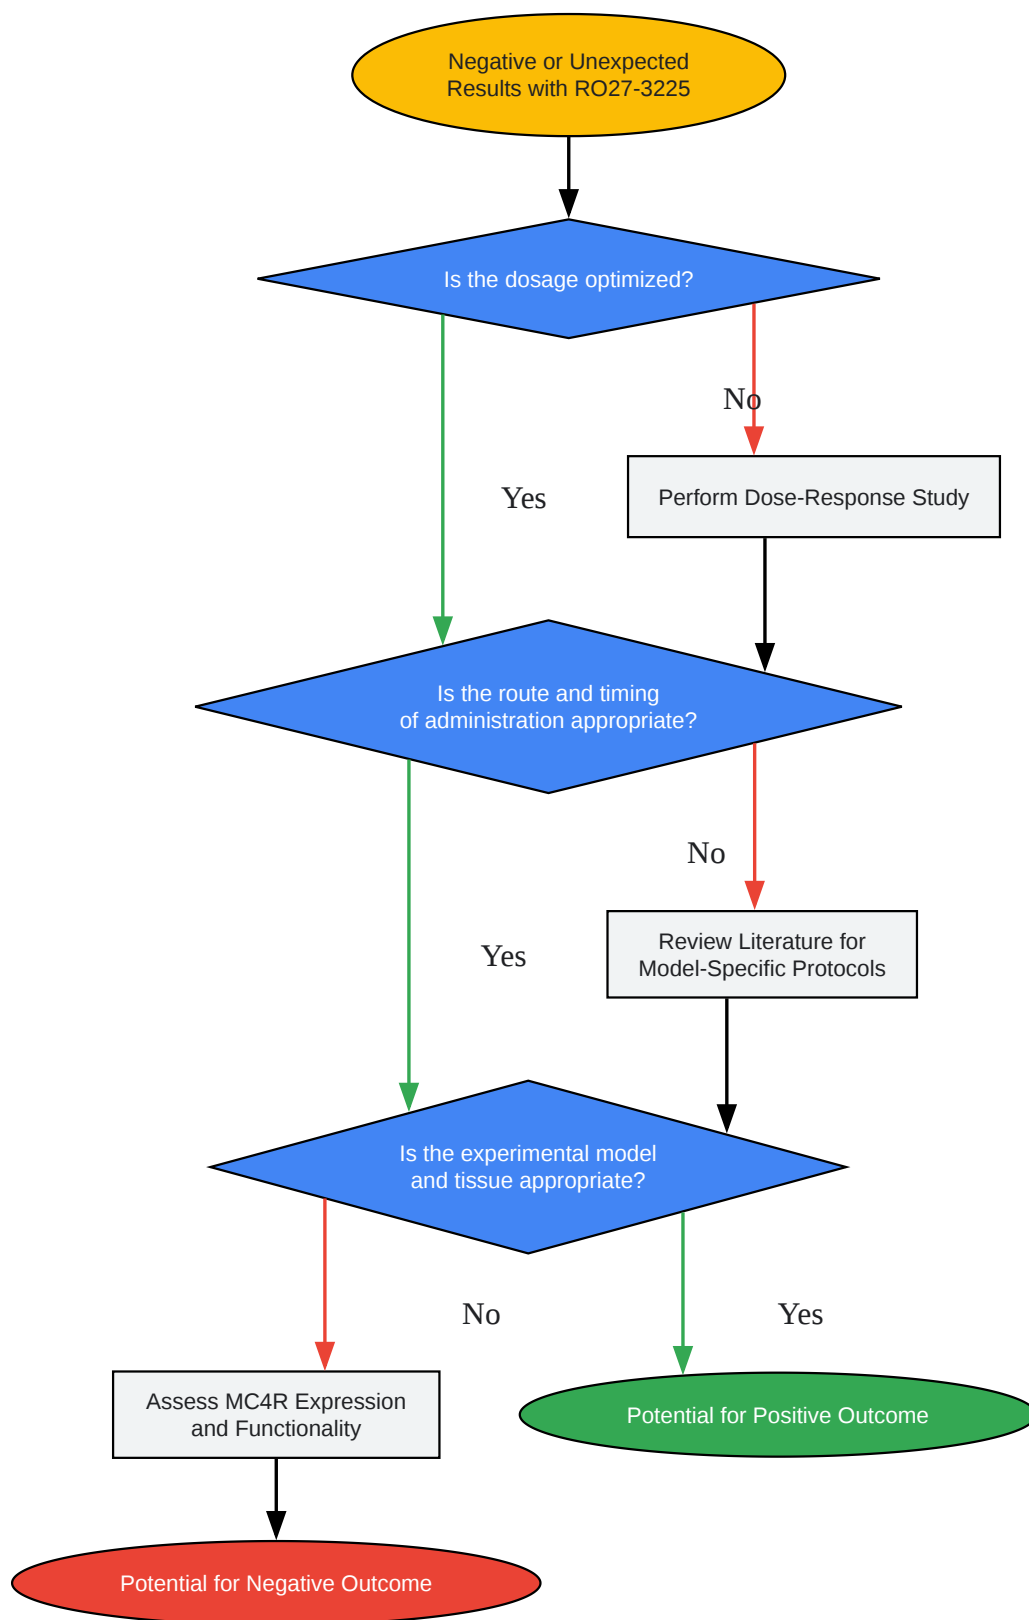 Negative or Unexpected
Results with RO27-3225
Is the dosage optimized?
No
Yes
Perform Dose-Response Study
Is the route and timing
of administration appropriate?
No
Yes
Review Literature for
Model-Specific Protocols
Is the experimental model
and tissue appropriate?
No
Yes
Assess MC4R Expression
and Functionality
Potential for Positive Outcome
Potential for Negative Outcome